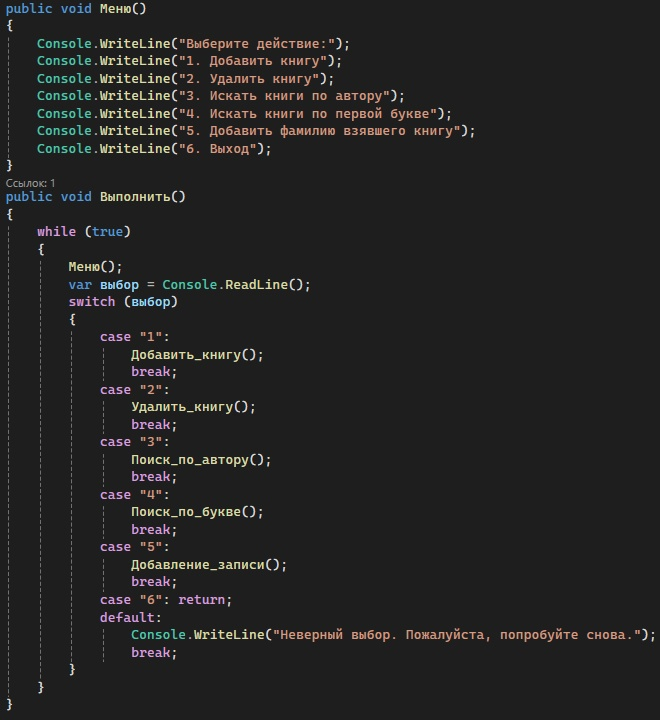 public void Меню()
{
    Console.WriteLine("Выберите действие:");
    Console.WriteLine("1. Добавить книгу");
    Console.WriteLine("2. Удалить книгу");
    Console.WriteLine("3. Искать книги по автору");
    Console.WriteLine("4. Искать книги по первой букве");
    Console.WriteLine("5. Добавить фамилию взявшего книгу");
    Console.WriteLine("6. Выход");
}
Ссылок: 1
public void Выполнить()
{
    while (true)
    {
        Меню();
        var выбор = Console.ReadLine();
        switch (выбор)
        {
            case "1":
                Добавить_книгу();
                break;
            case "2":
                Удалить_книгу();
                break;
            case "3":
                Поиск_по_автору();
                break;
            case "4":
                Поиск_по_букве();
                break;
            case "5":
                Добавление_записи();
                break;
            case "6": return;
            default:
                Console.WriteLine("Неверный выбор. Пожалуйста, попробуйте снова.");
                break;
        }
    }
}